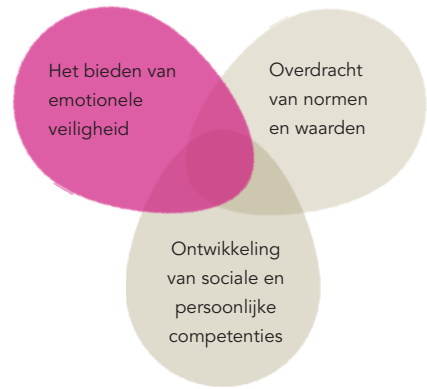 Het bieden van
emotionele
veiligheid
Overdracht
van normen
en waarden
Ontwikkeling
van sociale en
persoonlijke
competenties